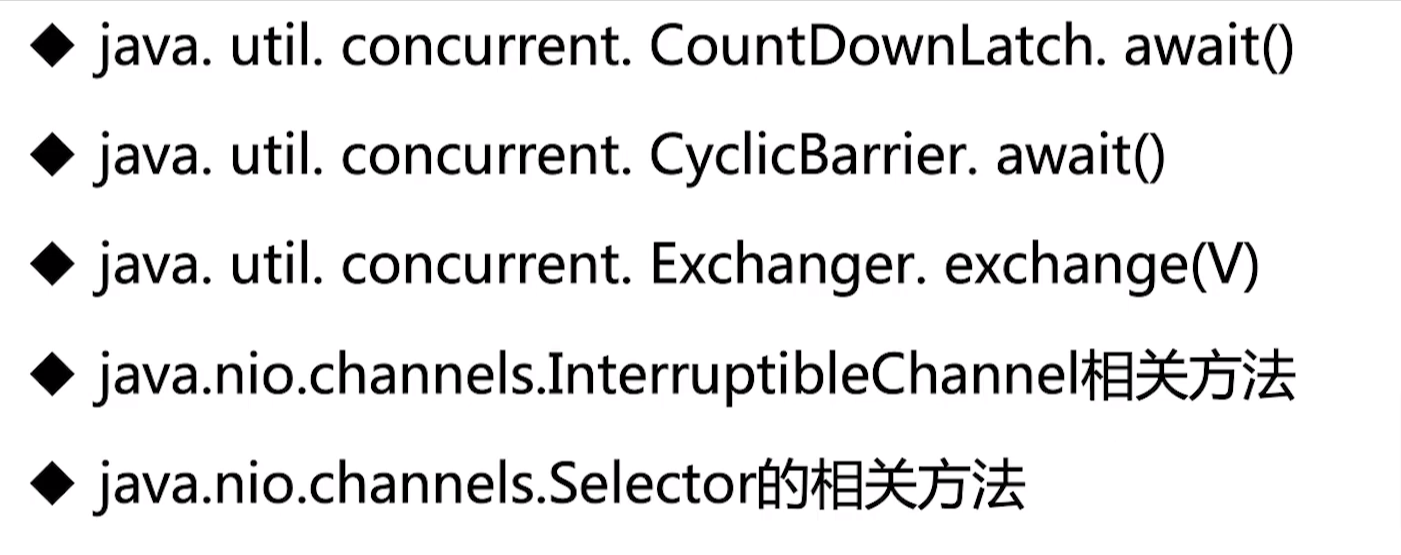 ◆ java. util. concurrent. CountDownLatch. await()
◆ java. util. concurrent. CyclicBarrier. await()
◆ java. util. concurrent. Exchanger. exchange(V)
◆ java.nio.channels.InterruptibleChannel相关方法
◆ java.nio.channels.Selector的相关方法